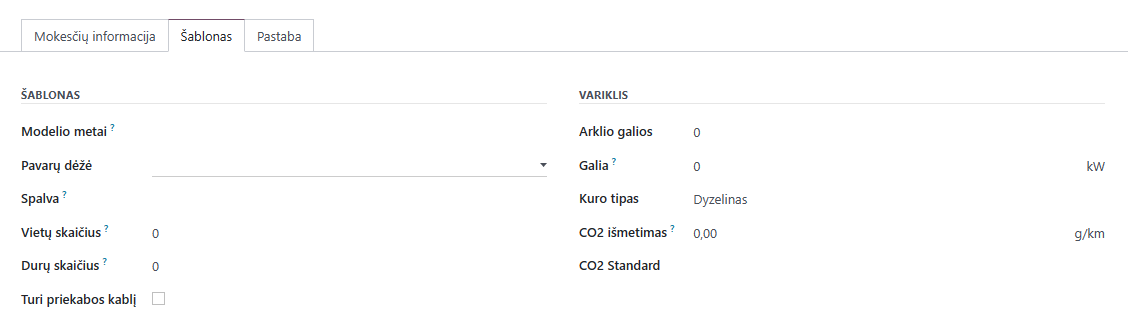 Mokesčių informacija Šablonas Pastaba
ŠABLONAS
Modelio metai ?
Pavarų dėžė
Spalva ?
Vietų skaičius ? 0
Durų skaičius ? 0
Turi priekabos kablį
VARIKLIS
Arklio galios 0
Galia ? 0 kW
Kuro tipas Dyzelinas
CO2 išmetimas ? 0,00 g/km
CO2 Standard